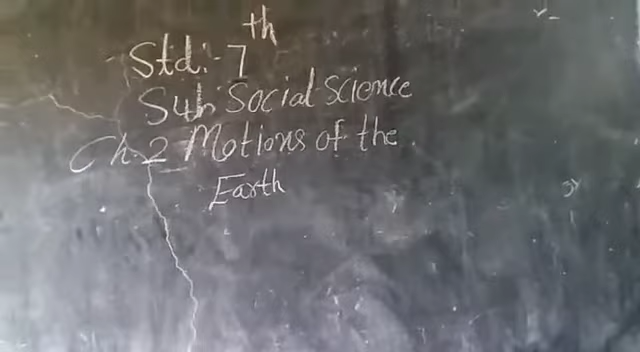 Std:- 7th
Sub: Social science
Ch. 2 Motions of the
Earth